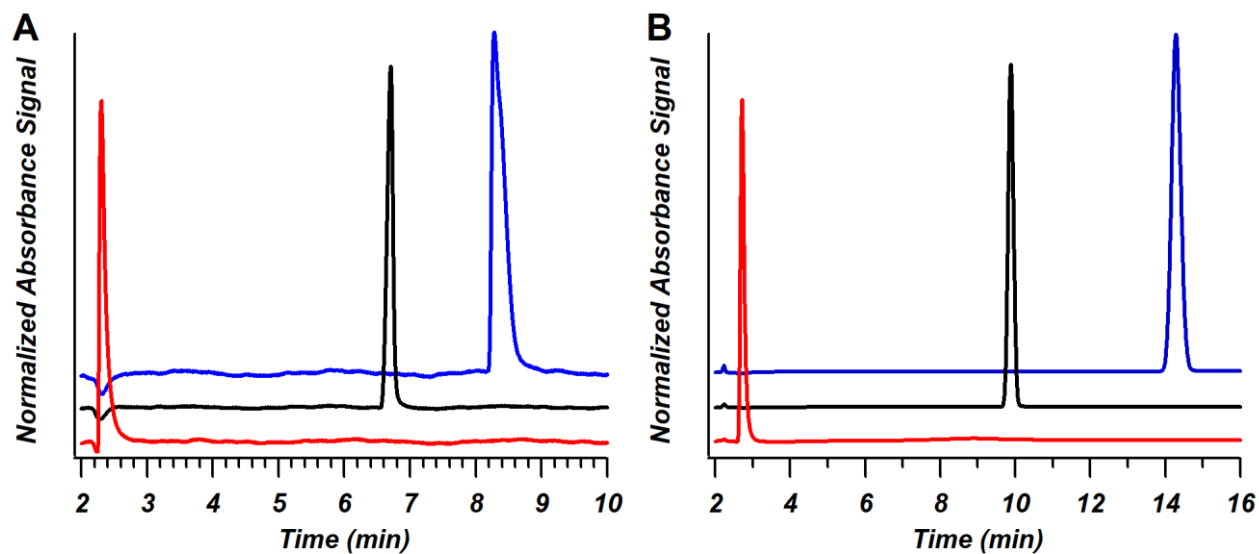 A
Normalized Absorbance Signal
2 3 4 5 6 7 8 9 10
Time (min)
B
Normalized Absorbance Signal
2 4 6 8 10 12 14 16
Time (min)